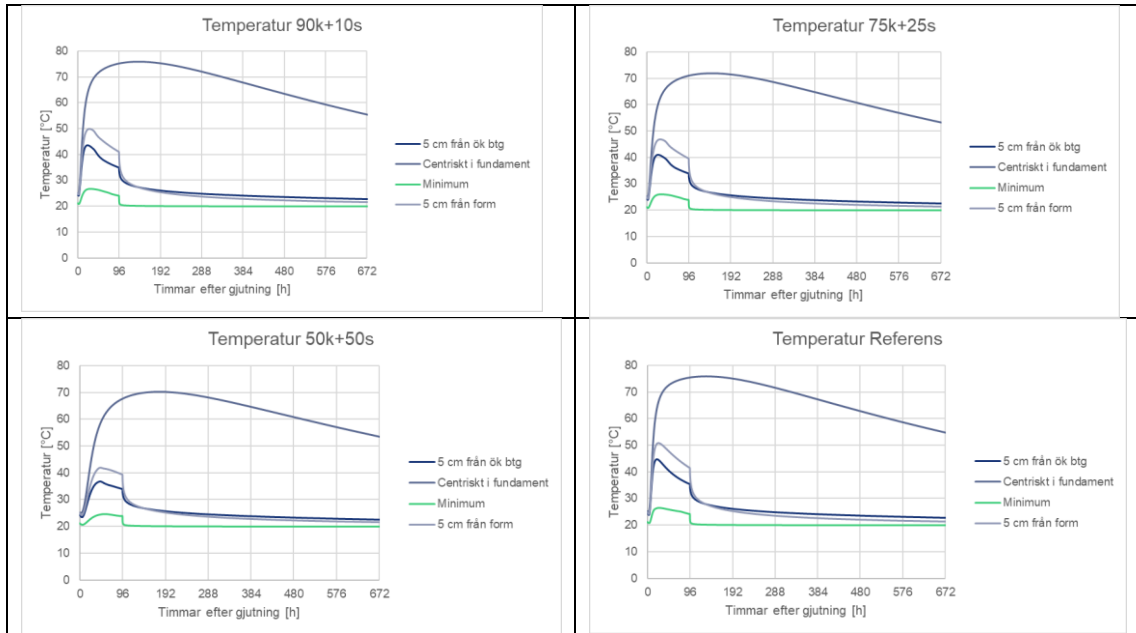 Temperatur 90k+10s
80
70
60
50
40
30
20
10
0
Temperatur [°C]
0 96 192 288 384 480 576 672
Timmar efter gjutning [h]
5 cm från ök btg
Centriskt i fundament
Minimum
5 cm från form
Temperatur 75k+25s
80
70
60
50
40
30
20
10
0
Temperatur [°C]
0 96 192 288 384 480 576 672
Timmar efter gjutning [h]
5 cm från ök btg
Centriskt i fundament
Minimum
5 cm från form
Temperatur 50k+50s
80
70
60
50
40
30
20
10
0
Temperatur [°C]
0 96 192 288 384 480 576 672
Timmar efter gjutning [h]
5 cm från ök btg
Centriskt i fundament
Minimum
5 cm från form
Temperatur Referens
80
70
60
50
40
30
20
10
0
Temperatur [°C]
0 96 192 288 384 480 576 672
Timmar efter gjutning [h]
5 cm från ök btg
Centriskt i fundament
Minimum
5 cm från form